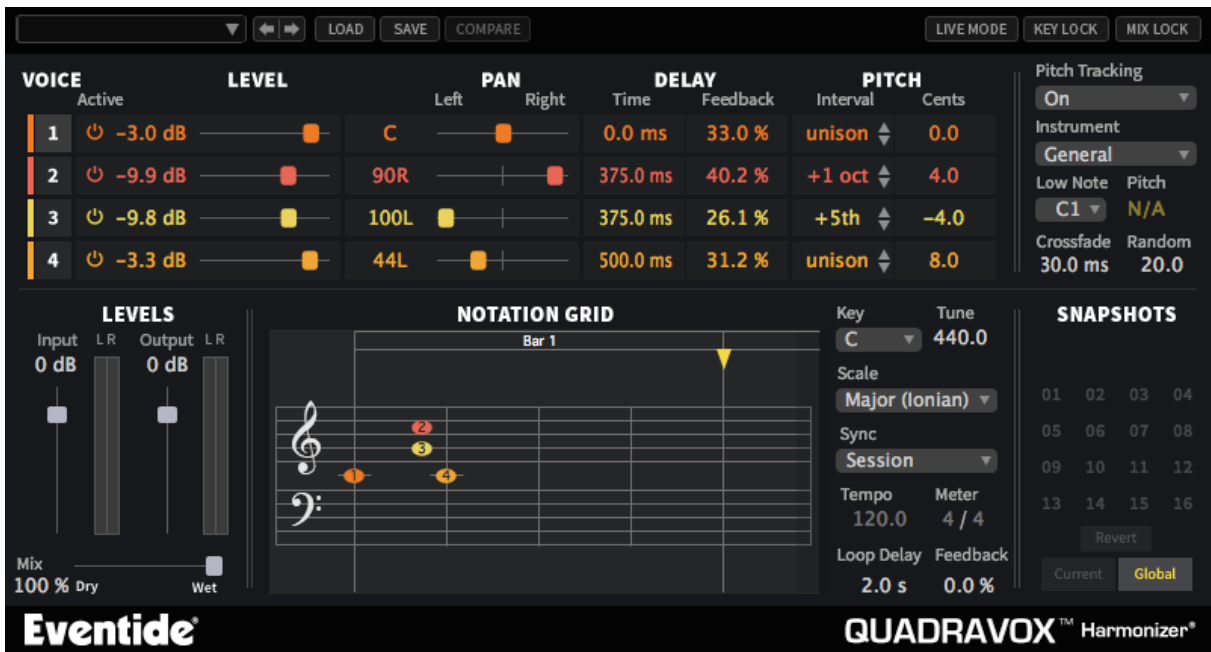 LOAD SAVE COMPARE LIVE MODE KEY LOCK MIX LOCK
VOICE LEVEL PAN DELAY PITCH
Active Left Right Time Feedback Interval Cents
1 –3.0 dB C 0.0 ms 33.0 % unison 0.0
2 –9.9 dB 90R 375.0 ms 40.2 % +1 oct 4.0
3 –9.8 dB 100L 375.0 ms 26.1 % +5th –4.0
4 –3.3 dB 44L 500.0 ms 31.2 % unison 8.0
Pitch Tracking
On
Instrument
General
Low Note Pitch
C1 N/A
Crossfade Random
30.0 ms 20.0
LEVELS
Input L R Output L R
0 dB 0 dB
Mix
100 % Dry Wet
NOTATION GRID
Bar 1
2
3
1 4
Key Tune
C 440.0
Scale
Major (Ionian)
Sync
Session
Tempo Meter
120.0 4 / 4
Loop Delay Feedback
2.0 s 0.0 %
SNAPSHOTS
01 02 03 04
05 06 07 08
09 10 11 12
13 14 15 16
Revert
Current Global
Eventide® QUADRAVOX™ Harmonizer®